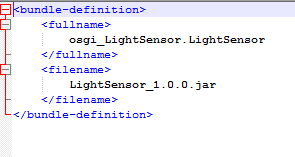 <bundle-definition>
<fullname>
osgi_LightSensor.LightSensor
</fullname>
<filename>
LightSensor_1.0.0.jar
</filename>
</bundle-definition>